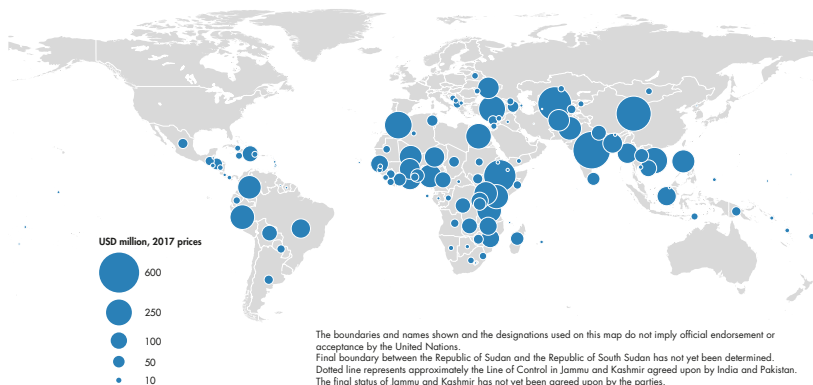 USD million, 2017 prices
600
250
100
50
10
The boundaries and names shown and the designations used on this map do not imply official endorsement or
acceptance by the United Nations.
Final boundary between the Republic of Sudan and the Republic of South Sudan has not yet been determined.
Dotted line represents approximately the Line of Control in Jammu and Kashmir agreed upon by India and Pakistan.
The final status of Jammu and Kashmir has not yet been agreed upon by the parties.